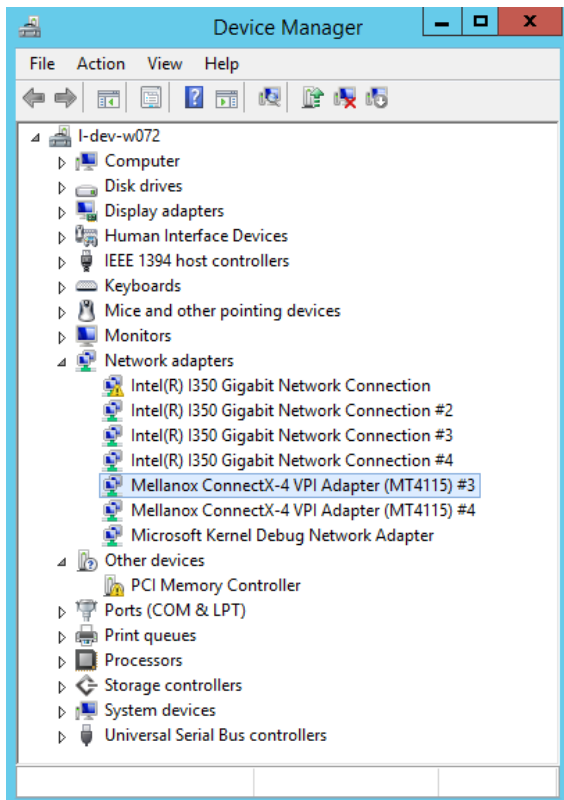 Device Manager
x
File Action View Help
?
l-dev-w072
Computer
Disk drives
Display adapters
Human Interface Devices
IEEE 1394 host controllers
Keyboards
Mice and other pointing devices
Monitors
Network adapters
Intel(R) I350 Gigabit Network Connection
Intel(R) I350 Gigabit Network Connection #2
Intel(R) I350 Gigabit Network Connection #3
Intel(R) I350 Gigabit Network Connection #4
Mellanox ConnectX-4 VPI Adapter (MT4115) #3
Mellanox ConnectX-4 VPI Adapter (MT4115) #4
Microsoft Kernel Debug Network Adapter
Other devices
PCI Memory Controller
Ports (COM & LPT)
Print queues
Processors
Storage controllers
System devices
Universal Serial Bus controllers